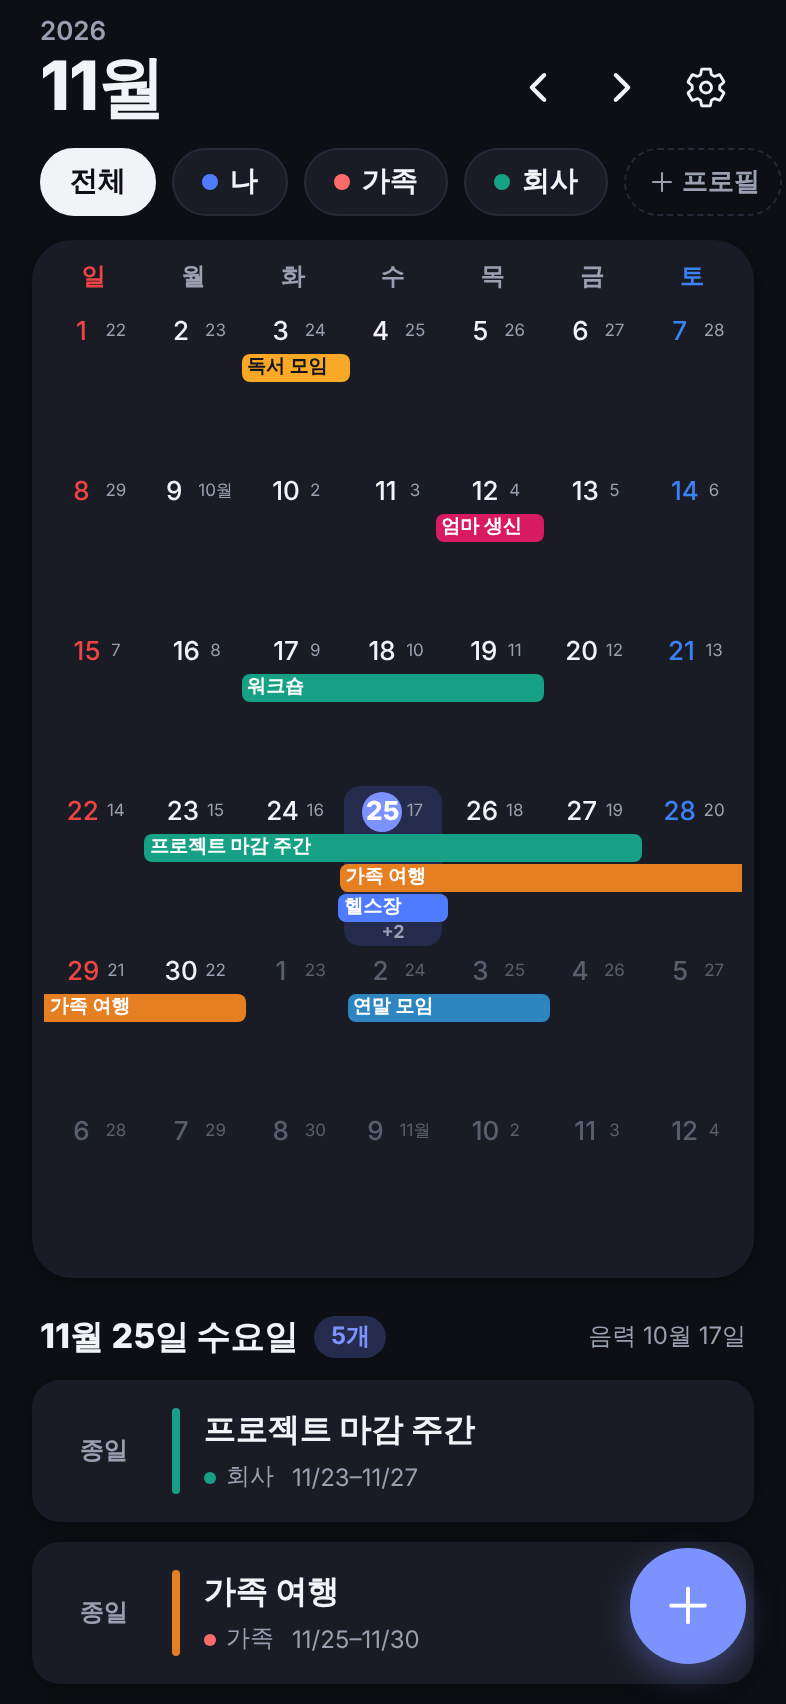 2026
11월
전체 나 가족 회사 + 프로필
일 월 화 수 목 금 토
1 22 2 23 3 24 4 25 5 26 6 27 7 28
독서 모임
8 29 9 10월 10 2 11 3 12 4 13 5 14 6
엄마 생신
15 7 16 8 17 9 18 10 19 11 20 12 21 13
워크숍
22 14 23 15 24 16 25 17 26 18 27 19 28 20
프로젝트 마감 주간
가족 여행
헬스장
+2
29 21 30 22 1 23 2 24 3 25 4 26 5 27
가족 여행 연말 모임
6 28 7 29 8 30 9 11월 10 2 11 3 12 4
11월 25일 수요일 5개 음력 10월 17일
종일 프로젝트 마감 주간
회사 11/23–11/27
종일 가족 여행
가족 11/25–11/30